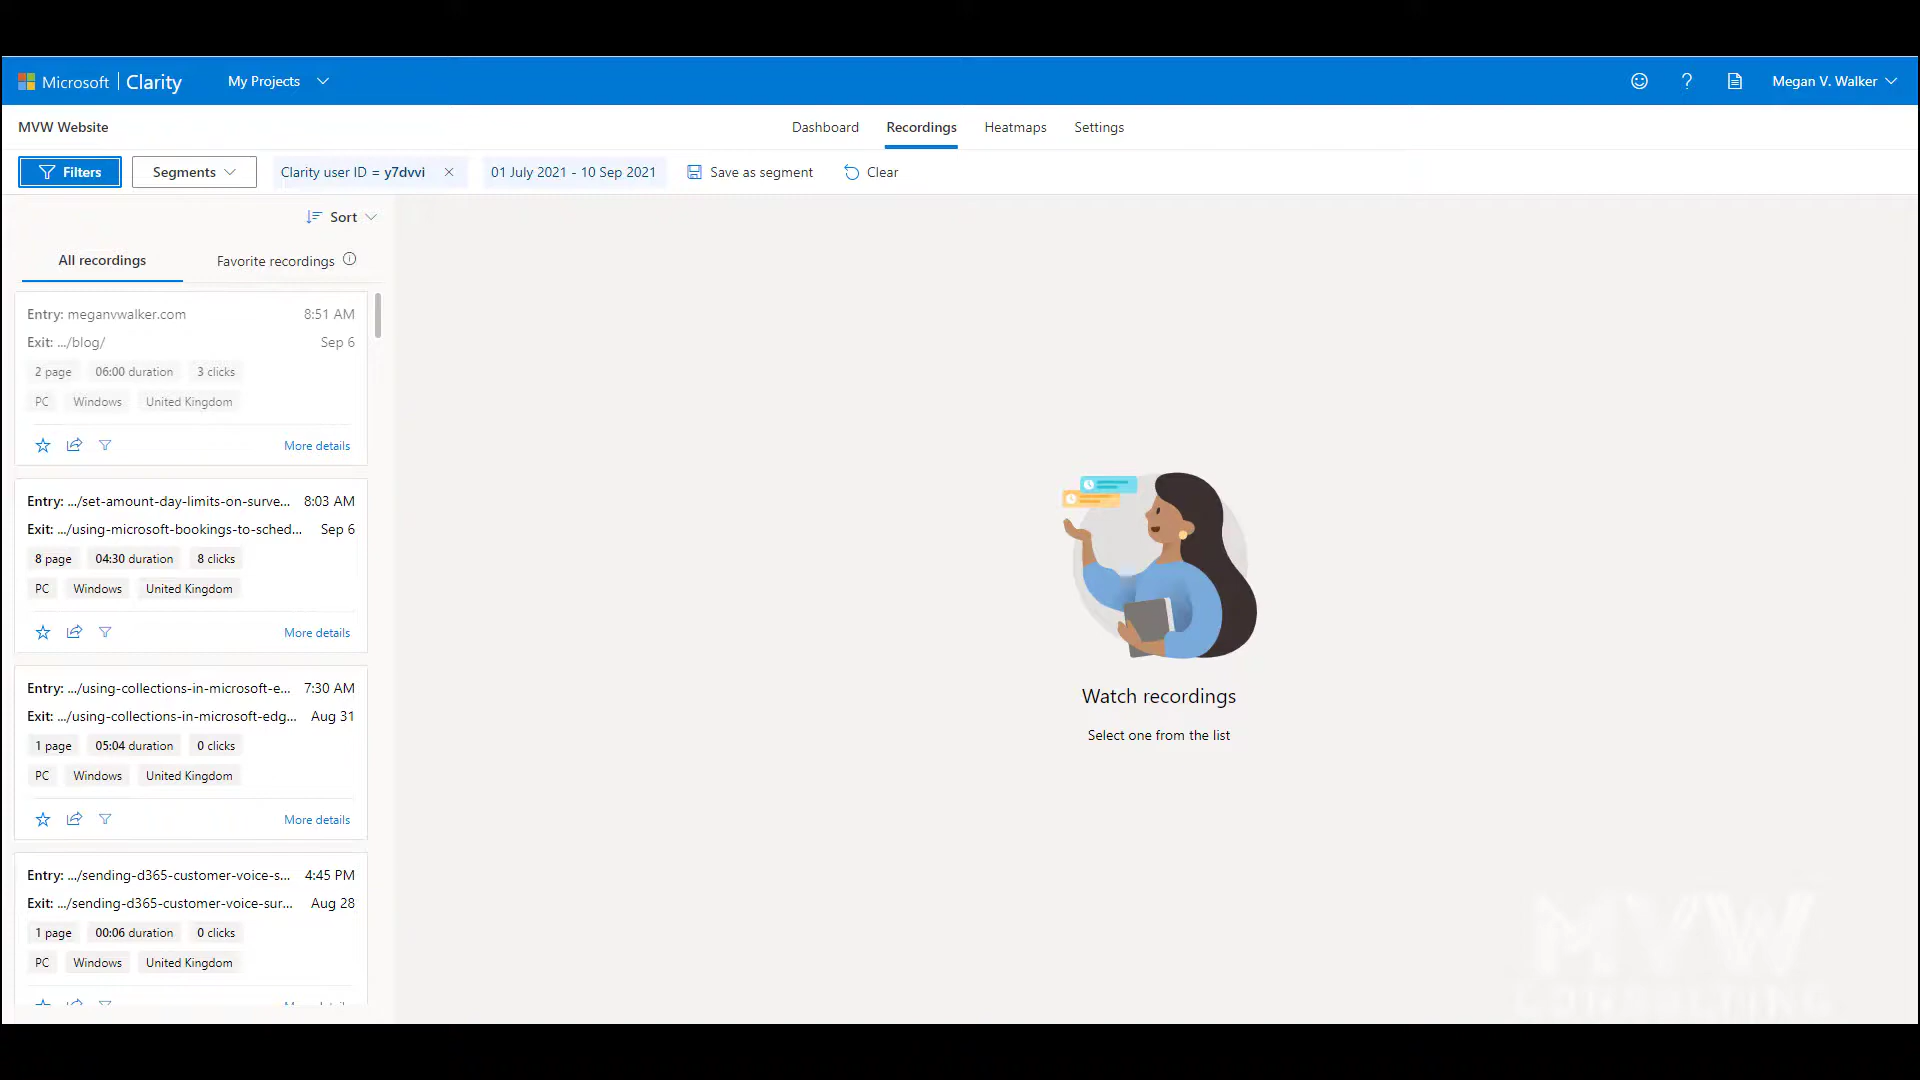 Microsoft | Clarity My Projects Megan V. Walker
MVW Website Dashboard Recordings Heatmaps Settings
Filters Segments Clarity user ID = y7dvvi 01 July 2021 - 10 Sep 2021 Save as segment Clear
Sort
All recordings Favorite recordings
Entry: meganvwalker.com 8:51 AM
Exit: .../blog/ Sep 6
2 page 06:00 duration 3 clicks
PC Windows United Kingdom
More details
Entry: .../set-amount-day-limits-on-surve... 8:03 AM
Exit: .../using-microsoft-bookings-to-sched... Sep 6
8 page 04:30 duration 8 clicks
PC Windows United Kingdom
More details
Entry: .../using-collections-in-microsoft-e... 7:30 AM
Exit: .../using-collections-in-microsoft-edg... Aug 31
1 page 05:04 duration 0 clicks
PC Windows United Kingdom
More details
Entry: .../sending-d365-customer-voice-s... 4:45 PM
Exit: .../sending-d365-customer-voice-sur... Aug 28
1 page 00:06 duration 0 clicks
PC Windows United Kingdom
Watch recordings
Select one from the list
MVW
CONSULTING